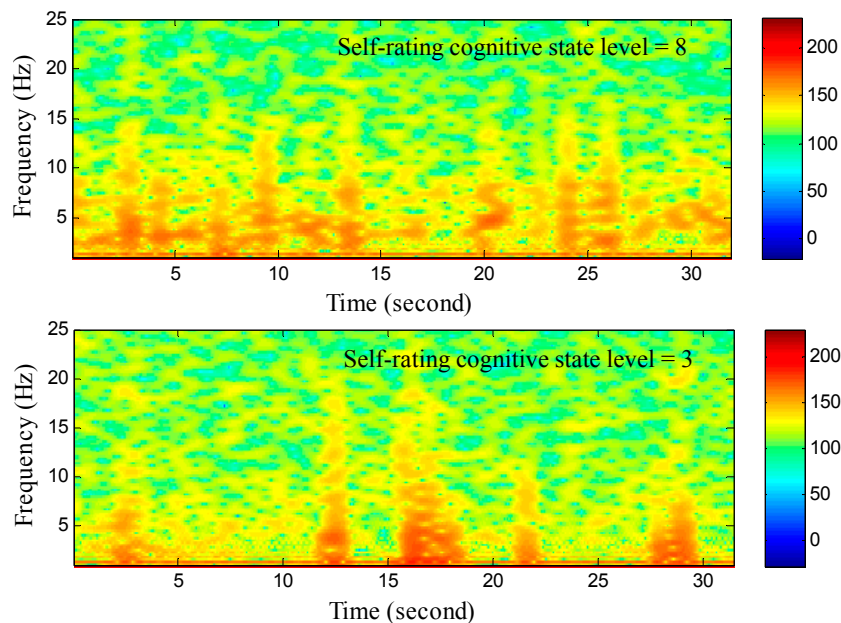 25
20
15
10
5
Frequency (Hz)
Self-rating cognitive state level = 8
5 10 15 20 25 30
Time (second)
200
150
100
50
0
25
20
15
10
5
Frequency (Hz)
Self-rating cognitive state level = 3
5 10 15 20 25 30
Time (second)
200
150
100
50
0